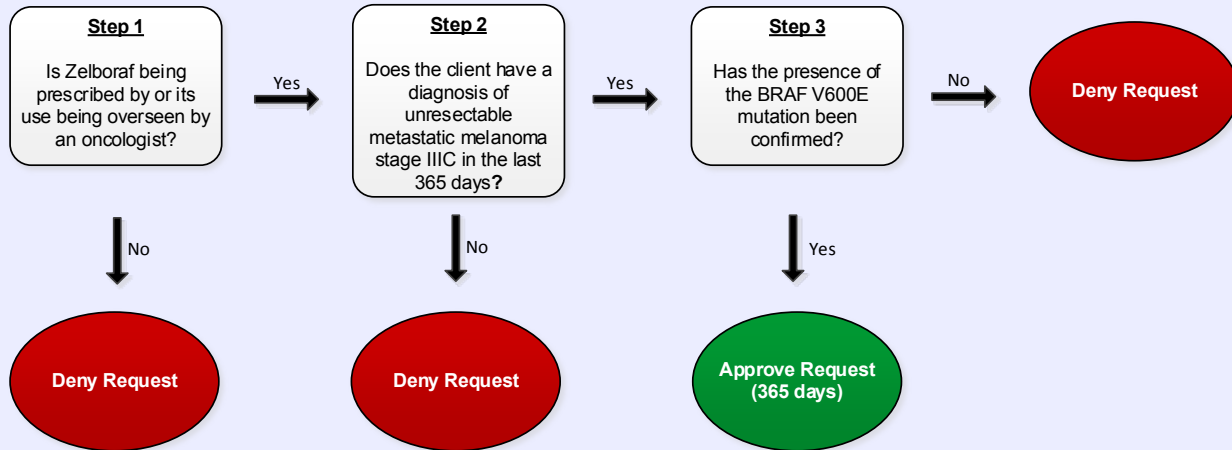 Step 1
Is Zelboraf being
prescribed by or its
use being overseen by
an oncologist?
Yes
Step 2
Does the client have a
diagnosis of
unresectable
metastatic melanoma
stage IIIC in the last
365 days?
Yes
Step 3
Has the presence of
the BRAF V600E
mutation been
confirmed?
No
Deny Request
No
No
Yes
Deny Request
Deny Request
Approve Request
(365 days)